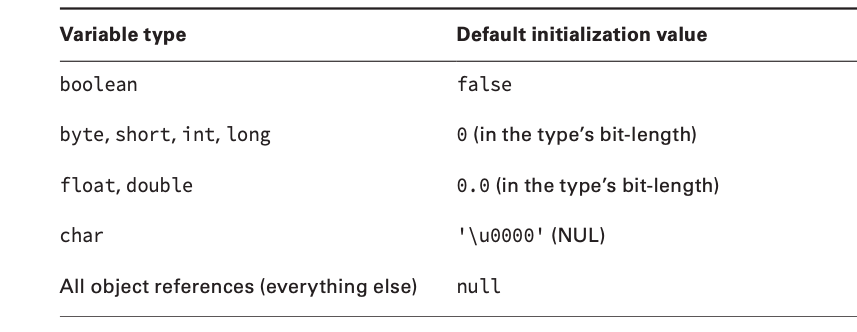 Variable type Default initialization value
boolean false
byte, short, int, long 0 (in the type’s bit-length)
float, double 0.0 (in the type’s bit-length)
char '\u0000' (NUL)
All object references (everything else) null